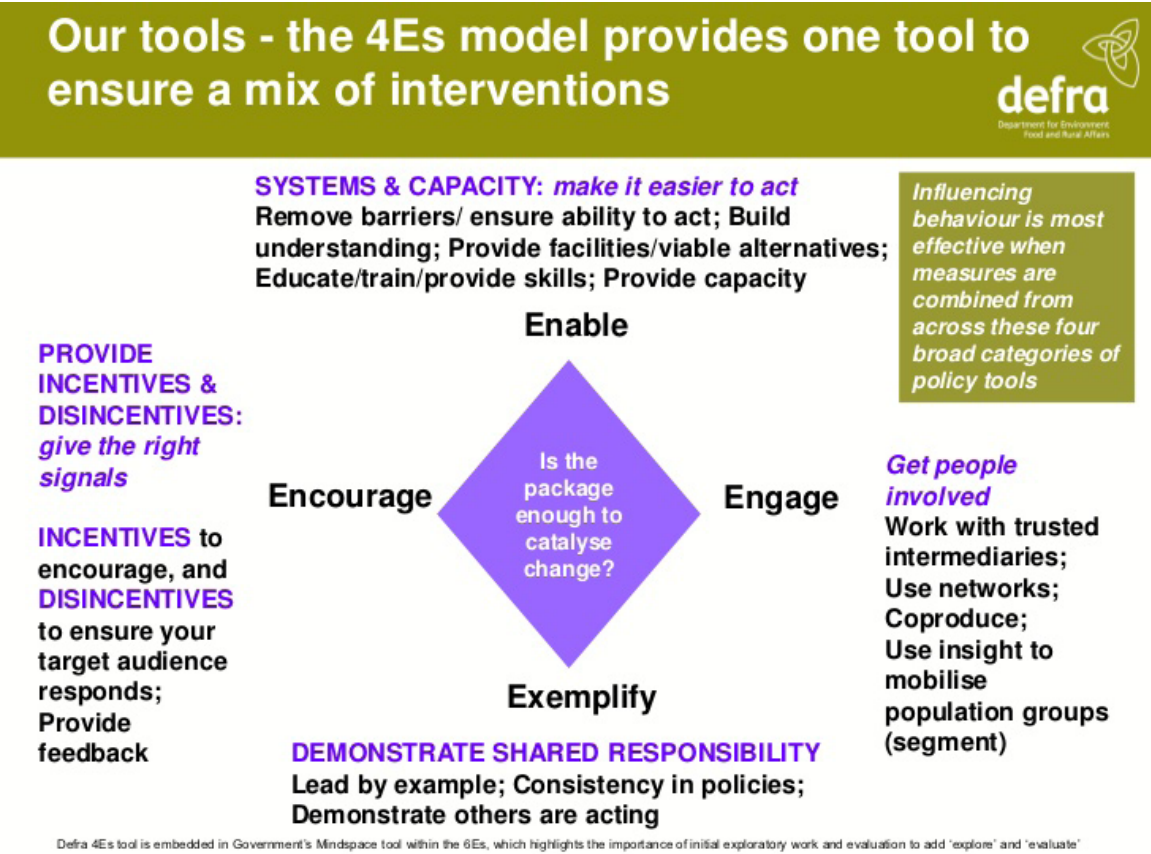 Our tools - the 4Es model provides one tool to
ensure a mix of interventions
defra
Department for Environment
Food and Rural Affairs
SYSTEMS & CAPACITY: make it easier to act
Remove barriers/ ensure ability to act; Build
understanding; Provide facilities/viable alternatives;
Educate/train/provide skills; Provide capacity
Influencing
behaviour is most
effective when
measures are
combined from
across these four
broad categories of
policy tools
Enable
PROVIDE
INCENTIVES &
DISINCENTIVES:
give the right
signals
INCENTIVES to
encourage, and
DISINCENTIVES
to ensure your
target audience
responds;
Provide
feedback
Encourage
Is the
package
enough to
catalyse
change?
Engage
Get people
involved
Work with trusted
intermediaries;
Use networks;
Coproduce;
Use insight to
mobilise
population groups
(segment)
Exemplify
DEMONSTRATE SHARED RESPONSIBILITY
Lead by example; Consistency in policies;
Demonstrate others are acting
Defra 4Es tool is embedded in Government's Mindspace tool within the 6Es, which highlights the importance of initial exploratory work and evaluation to add 'explore' and 'evaluate'